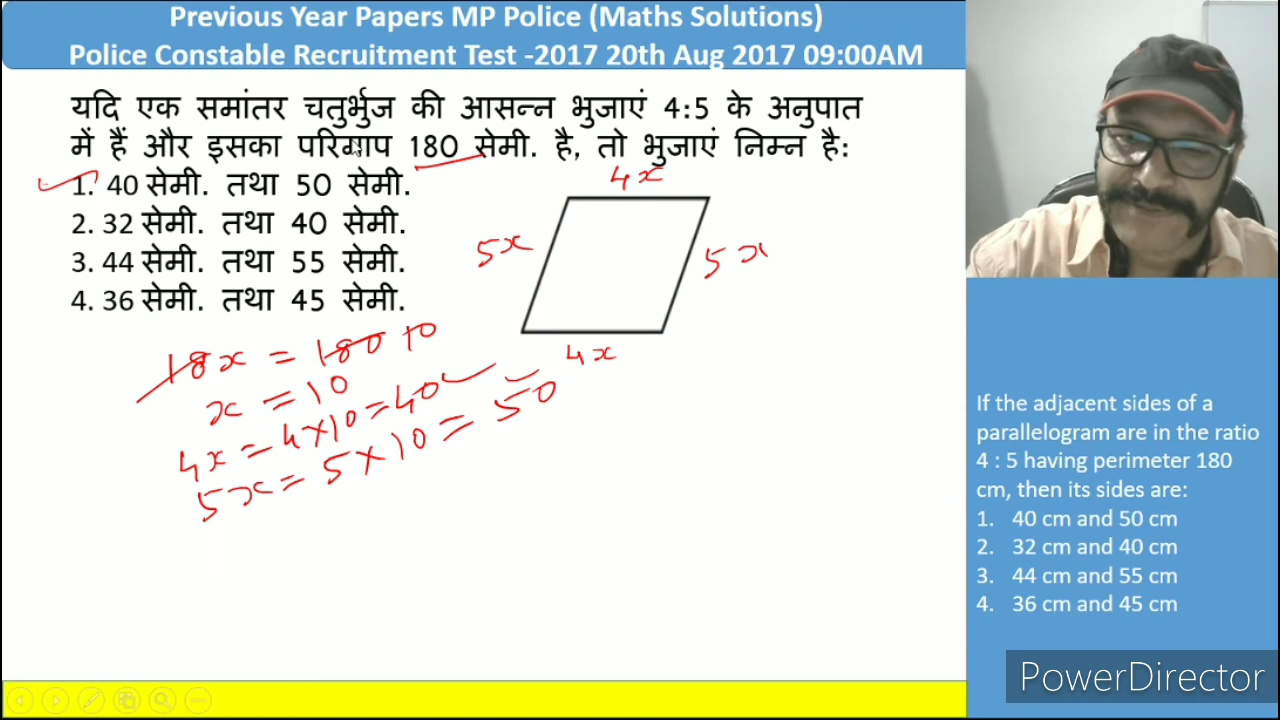 Previous Year Papers MP Police (Maths Solutions)
Police Constable Recruitment Test -2017 20th Aug 2017 09:00AM
यदि एक समांतर चतुर्भुज की आसन्न भुजाएं 4:5 के अनुपात
में हैं और इसका परिमाप 180 सेमी. है, तो भुजाएं निम्न है:
1. 40 सेमी. तथा 50 सेमी.
2. 32 सेमी. तथा 40 सेमी.
3. 44 सेमी. तथा 55 सेमी.
4. 36 सेमी. तथा 45 सेमी.
4x
5x
5x
4x
18x = 180 10
x = 10
4x = 4x10 = 40
5x = 5x10 = 50
If the adjacent sides of a
parallelogram are in the ratio
4 : 5 having perimeter 180
cm, then its sides are:
1. 40 cm and 50 cm
2. 32 cm and 40 cm
3. 44 cm and 55 cm
4. 36 cm and 45 cm
PowerDirector